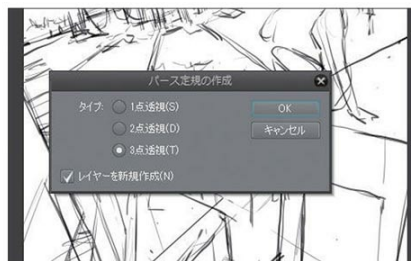 パース定規の作成
タイプ: 1点透視(S)
OK
2点透視(D)
キャンセル
3点透視(T)
レイヤーを新規作成(N)